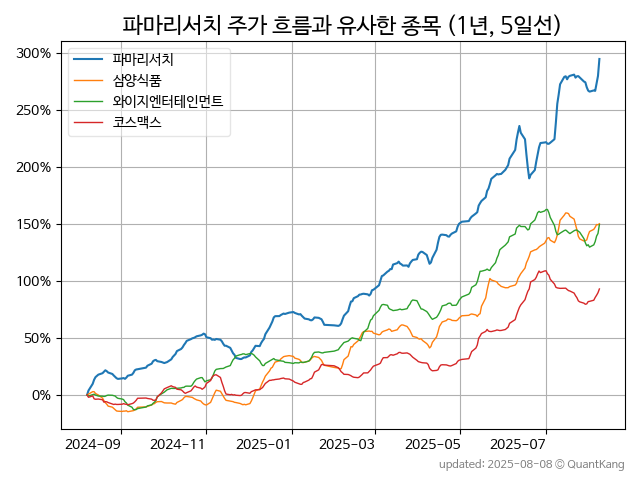 파마리서치 주가 흐름과 유사한 종목 (1년, 5일선)
300%
250%
200%
150%
100%
50%
0%
파마리서치
삼양식품
와이지엔터테인먼트
코스맥스
2024-09 2024-11 2025-01 2025-03 2025-05 2025-07
updated: 2025-08-08 © QuantKang